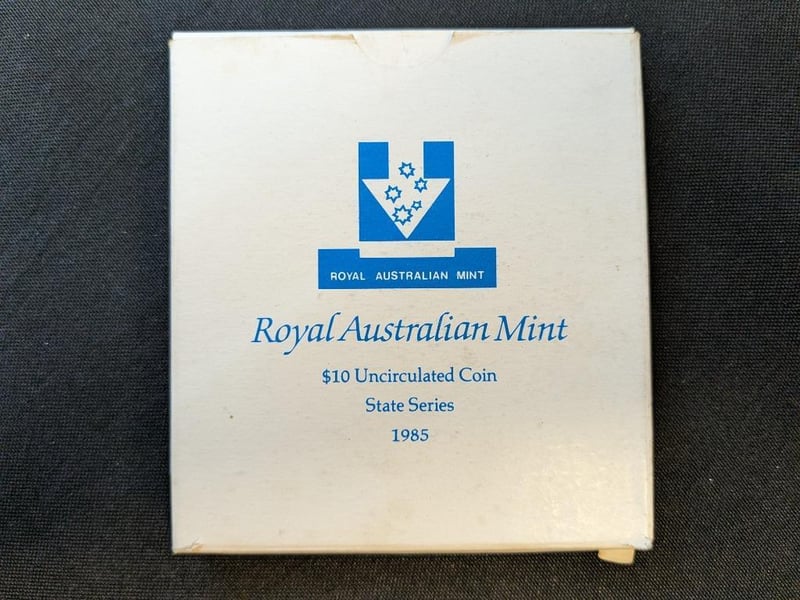 ROYAL AUSTRALIAN MINT
Royal Australian Mint
$10 Uncirculated Coin
State Series
1985